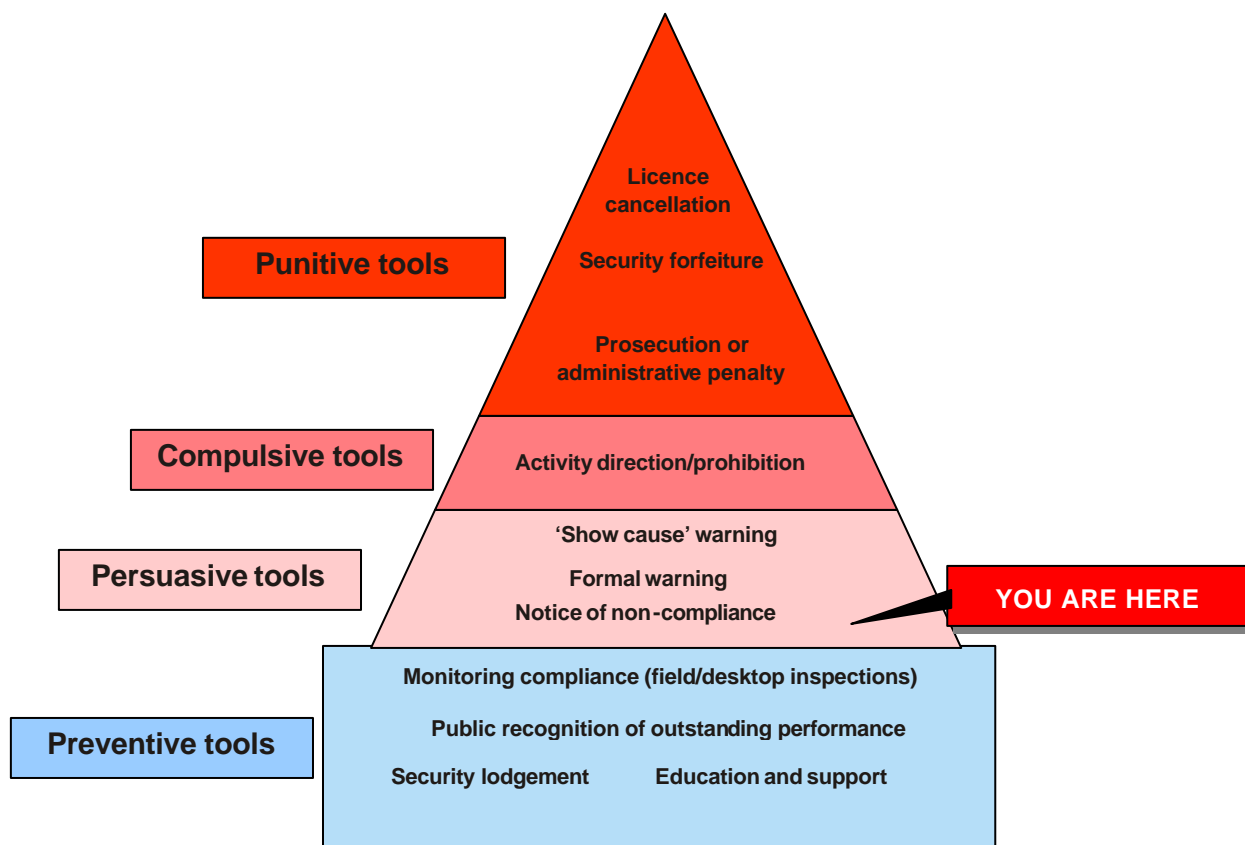 Licence
cancellation
Punitive tools
Security forfeiture
Prosecution or
administrative penalty
Compulsive tools
Activity direction/prohibition
‘Show cause’ warning
Persuasive tools
Formal warning
Notice of non-compliance
YOU ARE HERE
Monitoring compliance (field/desktop inspections)
Public recognition of outstanding performance
Preventive tools
Security lodgement
Education and support